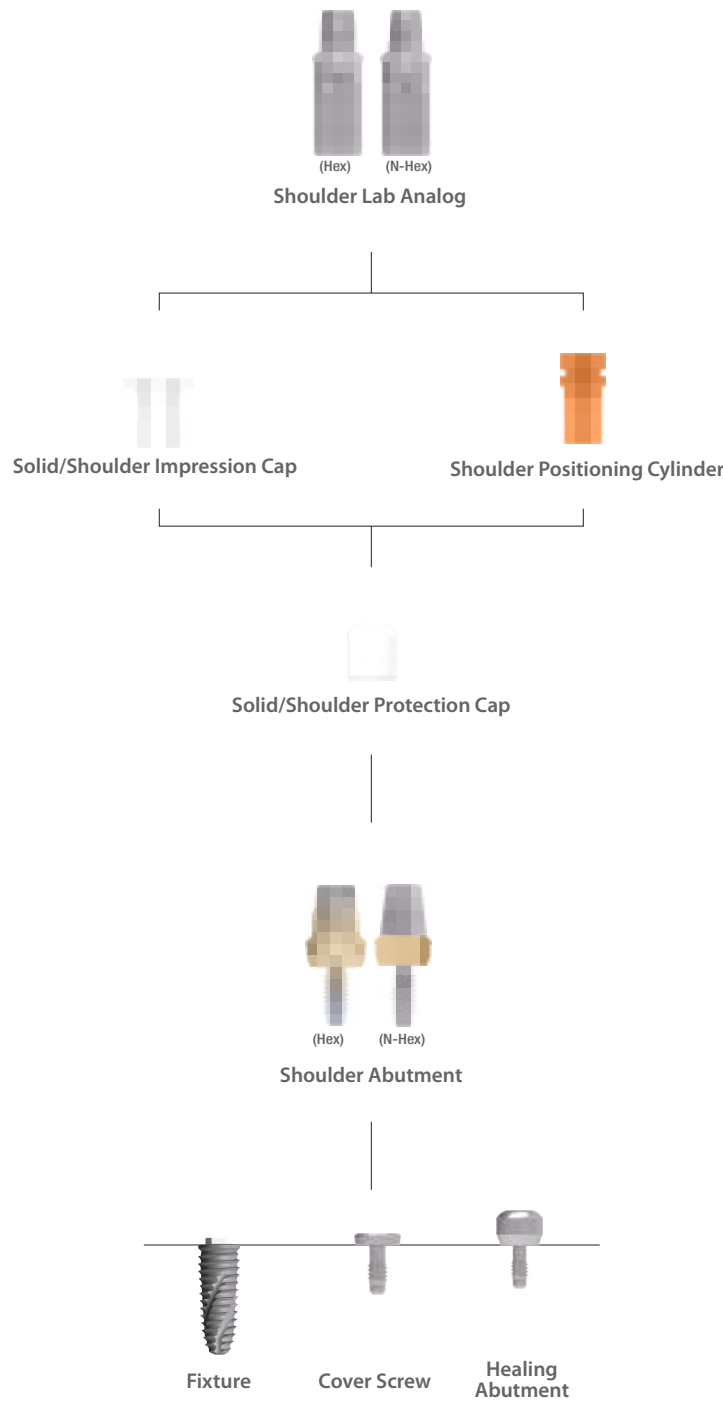 (Hex) (N-Hex)
Shoulder Lab Analog
Solid/Shoulder Impression Cap
Shoulder Positioning Cylinder
Solid/Shoulder Protection Cap
(Hex) (N-Hex)
Shoulder Abutment
Fixture
Cover Screw
Healing
Abutment